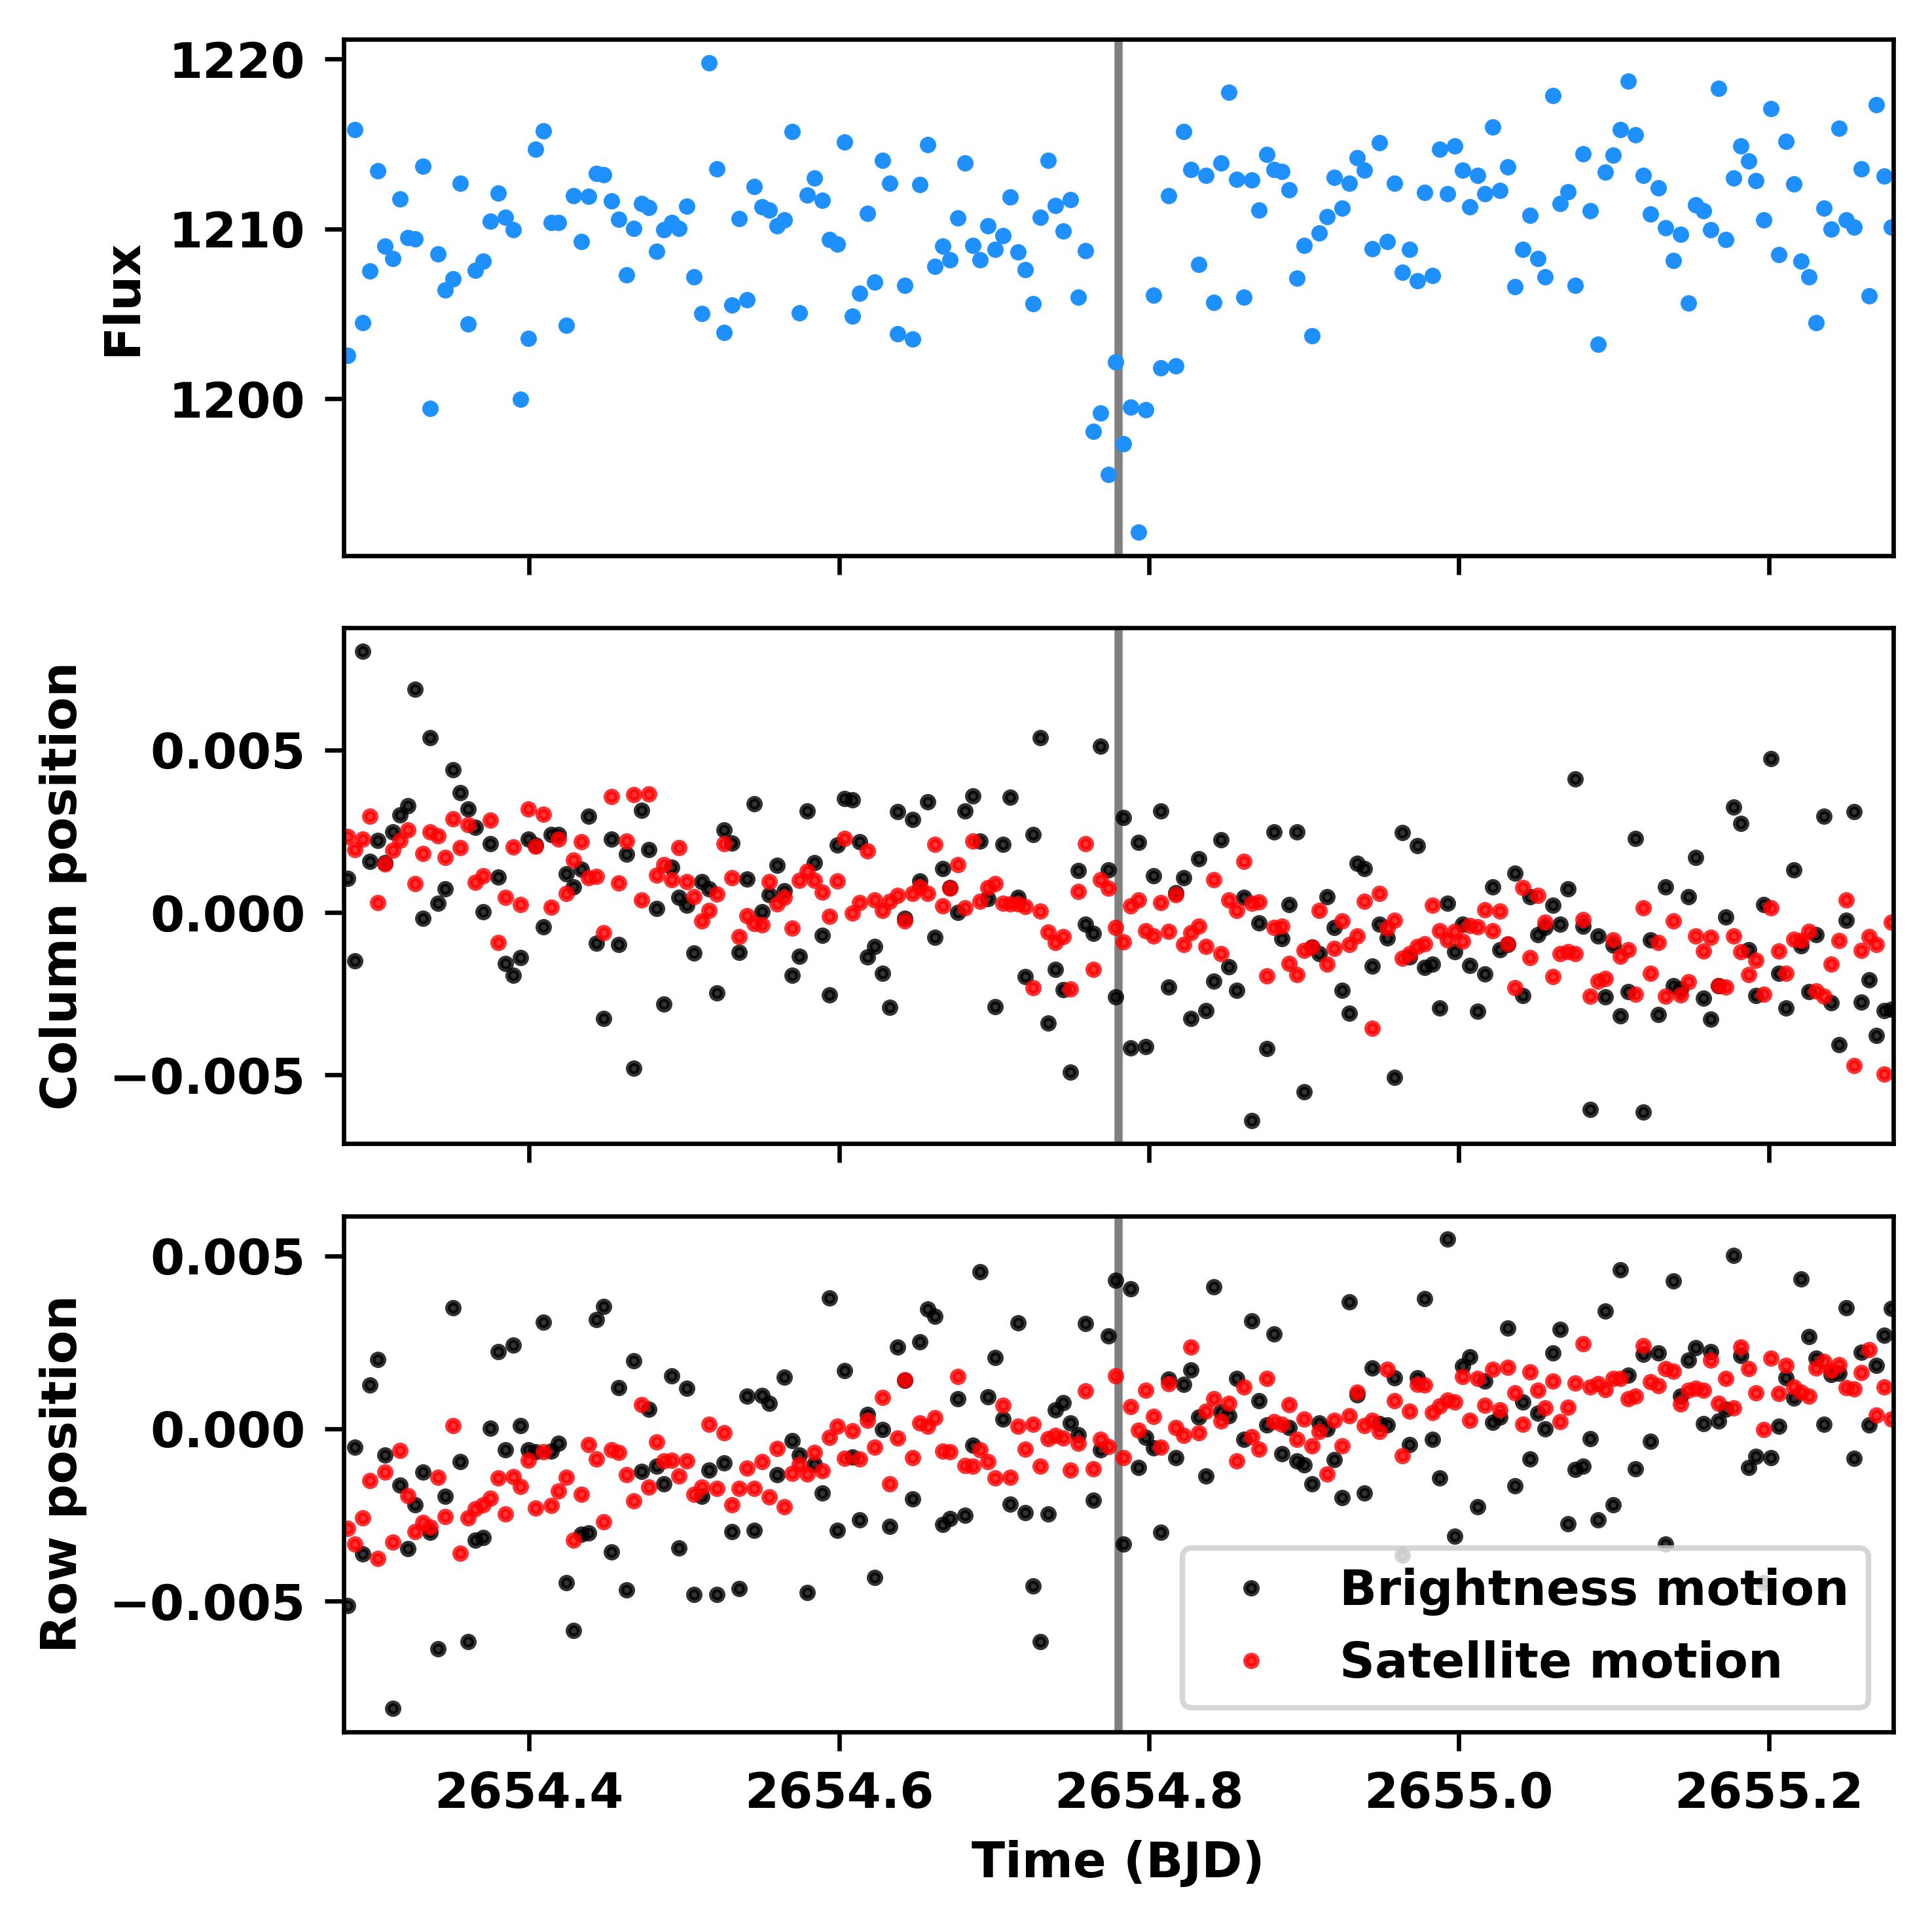 1220
1210
1200
Flux
0.005
0.000
−0.005
Column position
0.005
0.000
−0.005
Row position
Brightness motion
Satellite motion
2654.4 2654.6 2654.8 2655.0 2655.2
Time (BJD)